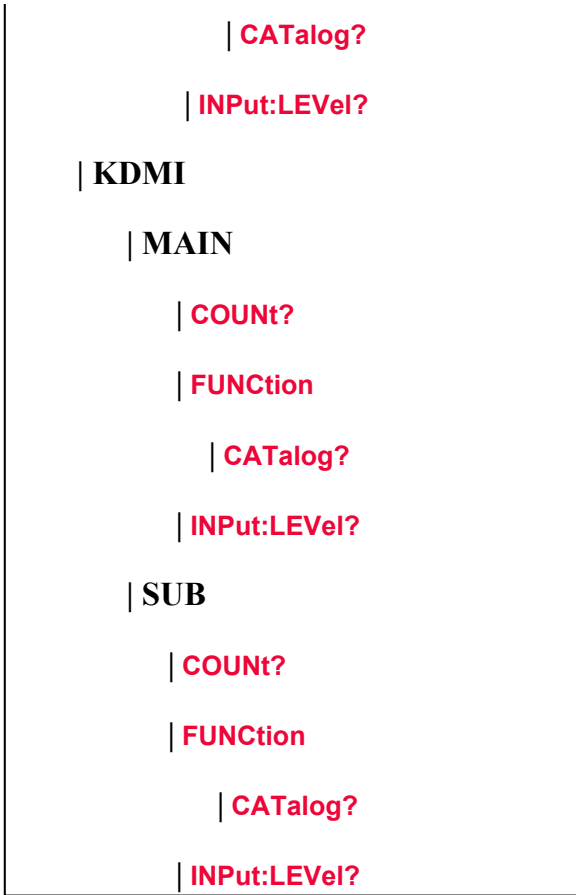 | CATalog?
| INPut:LEVel?
| KDMI
| MAIN
| COUNt?
| FUNCtion
| CATalog?
| INPut:LEVel?
| SUB
| COUNt?
| FUNCtion
| CATalog?
| INPut:LEVel?